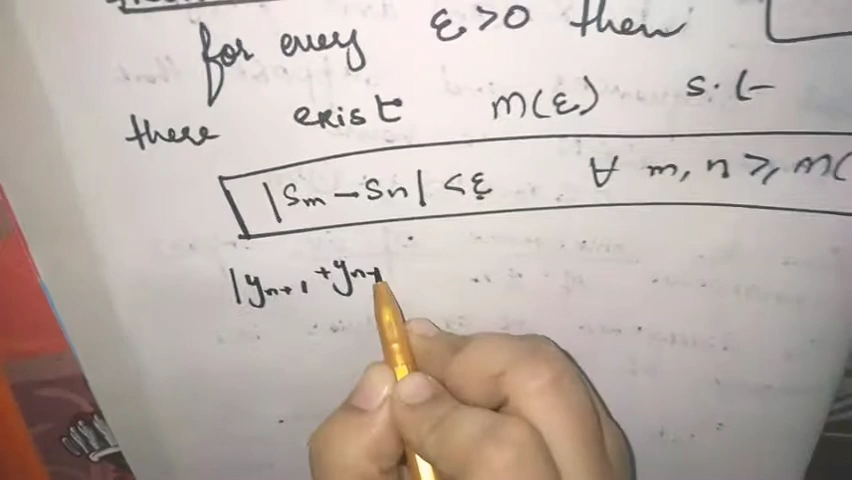 for every ε>0 then
there exist m(ε) s.t
|Sm - Sn| < ε ∀ m, n ≥ m(
|yn+1 + yn+